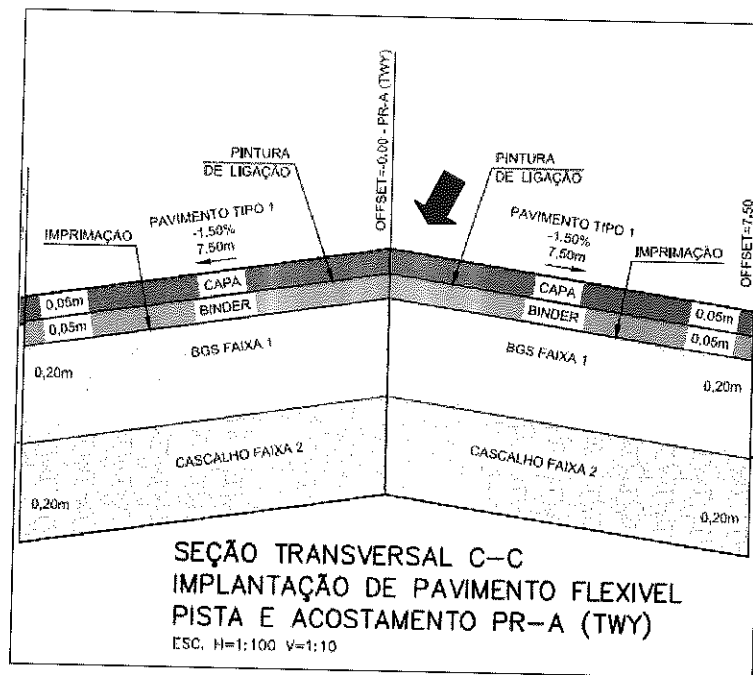 OFFSET=-0.00 - PR-A (TWY)
PINTURA
DE LIGAÇÃO
PINTURA
DE LIGAÇÃO
OFFSET=7.50
PAVIMENTO TIPO 1
-1.50%
7,50m
PAVIMENTO TIPO 1
-1.50%
7,50m
IMPRIMAÇÃO
IMPRIMAÇÃO
CAPA
CAPA
0,05m
0,05m
BINDER
BINDER
0,05m
0,05m
BGS FAIXA 1
BGS FAIXA 1
0,20m
0,20m
CASCALHO FAIXA 2
CASCALHO FAIXA 2
0,20m
0,20m
SEÇÃO TRANSVERSAL C-C
IMPLANTAÇÃO DE PAVIMENTO FLEXIVEL
PISTA E ACOSTAMENTO PR-A (TWY)
ESC. H=1:100 V=1:10